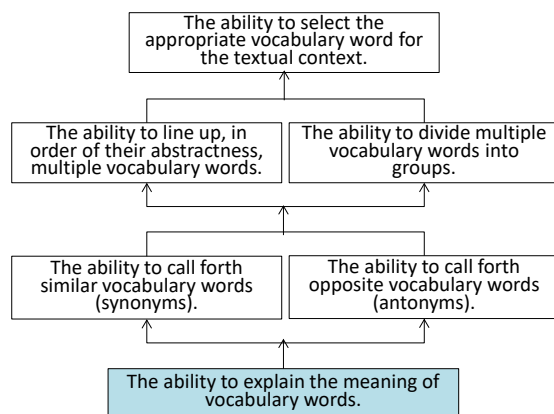 The ability to select the
appropriate vocabulary word for
the textual context.
The ability to line up, in
order of their abstractness,
multiple vocabulary words.
The ability to divide multiple
vocabulary words into
groups.
The ability to call forth
similar vocabulary words
(synonyms).
The ability to call forth
opposite vocabulary words
(antonyms).
The ability to explain the meaning of
vocabulary words.